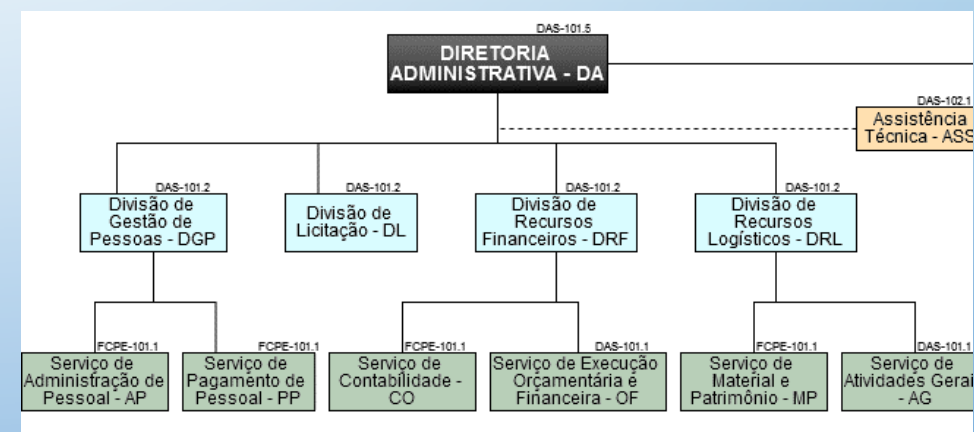 DAS-101.5
DIRETORIA
ADMINISTRATIVA - DA
DAS-102.1
Assistência
Técnica - ASS
DAS-101.2
Divisão de
Gestão de
Pessoas - DGP
DAS-101.2
Divisão de
Licitação - DL
DAS-101.2
Divisão de
Recursos
Financeiros - DRF
DAS-101.2
Divisão de
Recursos
Logísticos - DRL
FCPE-101.1
Serviço de
Administração de
Pessoal - AP
FCPE-101.1
Serviço de
Pagamento de
Pessoal - PP
FCPE-101.1
Serviço de
Contabilidade -
CO
DAS-101.1
Serviço de Execução
Orçamentária e
Financeira - OF
FCPE-101.1
Serviço de
Material e
Patrimônio - MP
DAS-101.1
Serviço de
Atividades Gerai
- AG